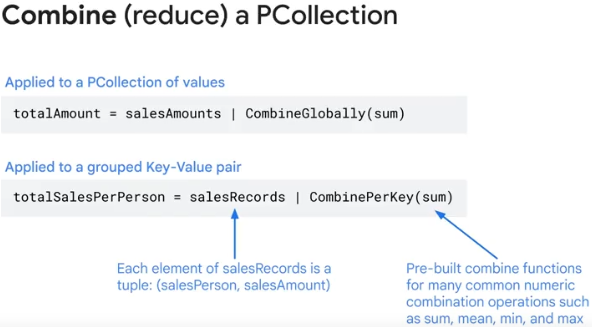 Combine (reduce) a PCollection
Applied to a PCollection of values
totalAmount = salesAmounts | CombineGlobally(sum)
Applied to a grouped Key-Value pair
totalSalesPerPerson = salesRecords | CombinePerKey(sum)
Each element of salesRecords is a
tuple: (salesPerson, salesAmount)
Pre-built combine functions
for many common numeric
combination operations such
as sum, mean, min, and max